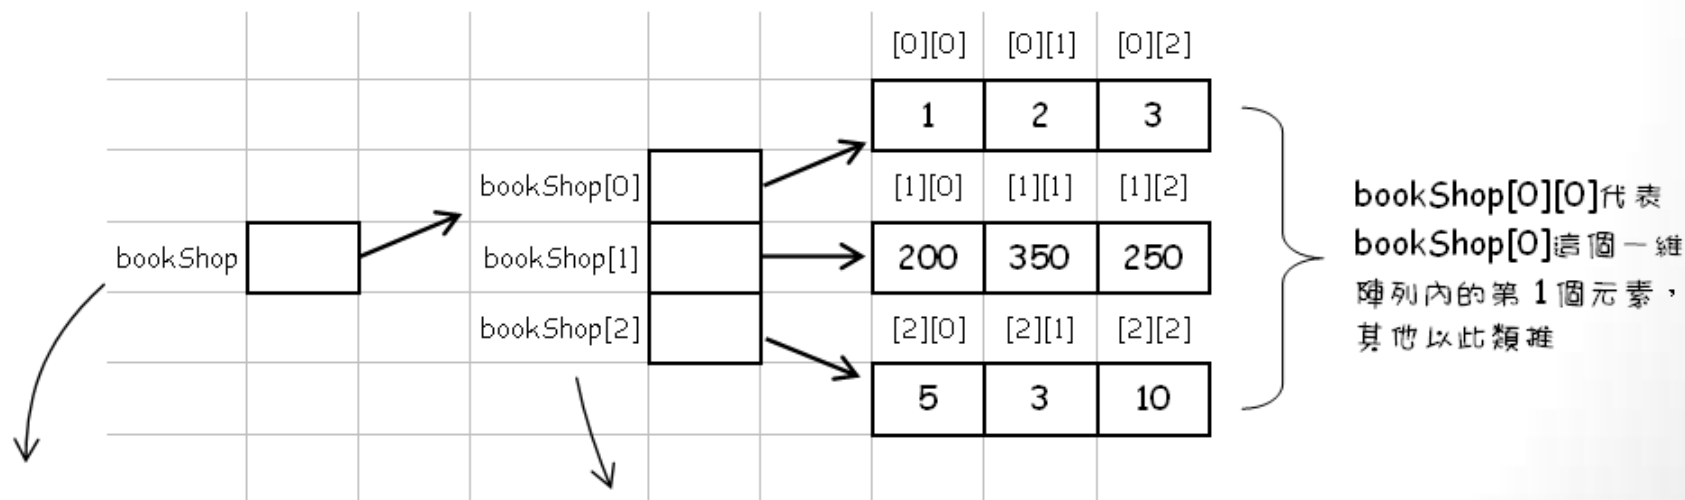 [0][0] [0][1] [0][2]
1 2 3
bookShop[0] [1][0] [1][1] [1][2]
bookShop bookShop[1] 200 350 250
bookShop[2] [2][0] [2][1] [2][2]
5 3 10
bookShop[0][0]代表
bookShop[0]這個一維
陣列內的第 1個元素，
其他以此類推